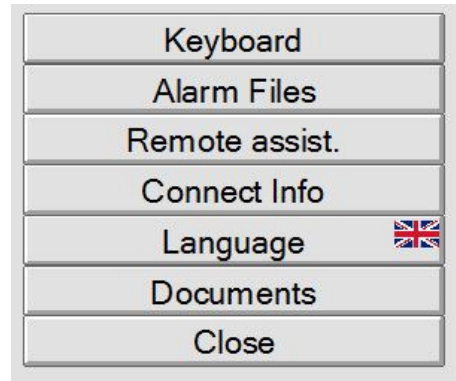 Keyboard
Alarm Files
Remote assist.
Connect Info
Language
Documents
Close